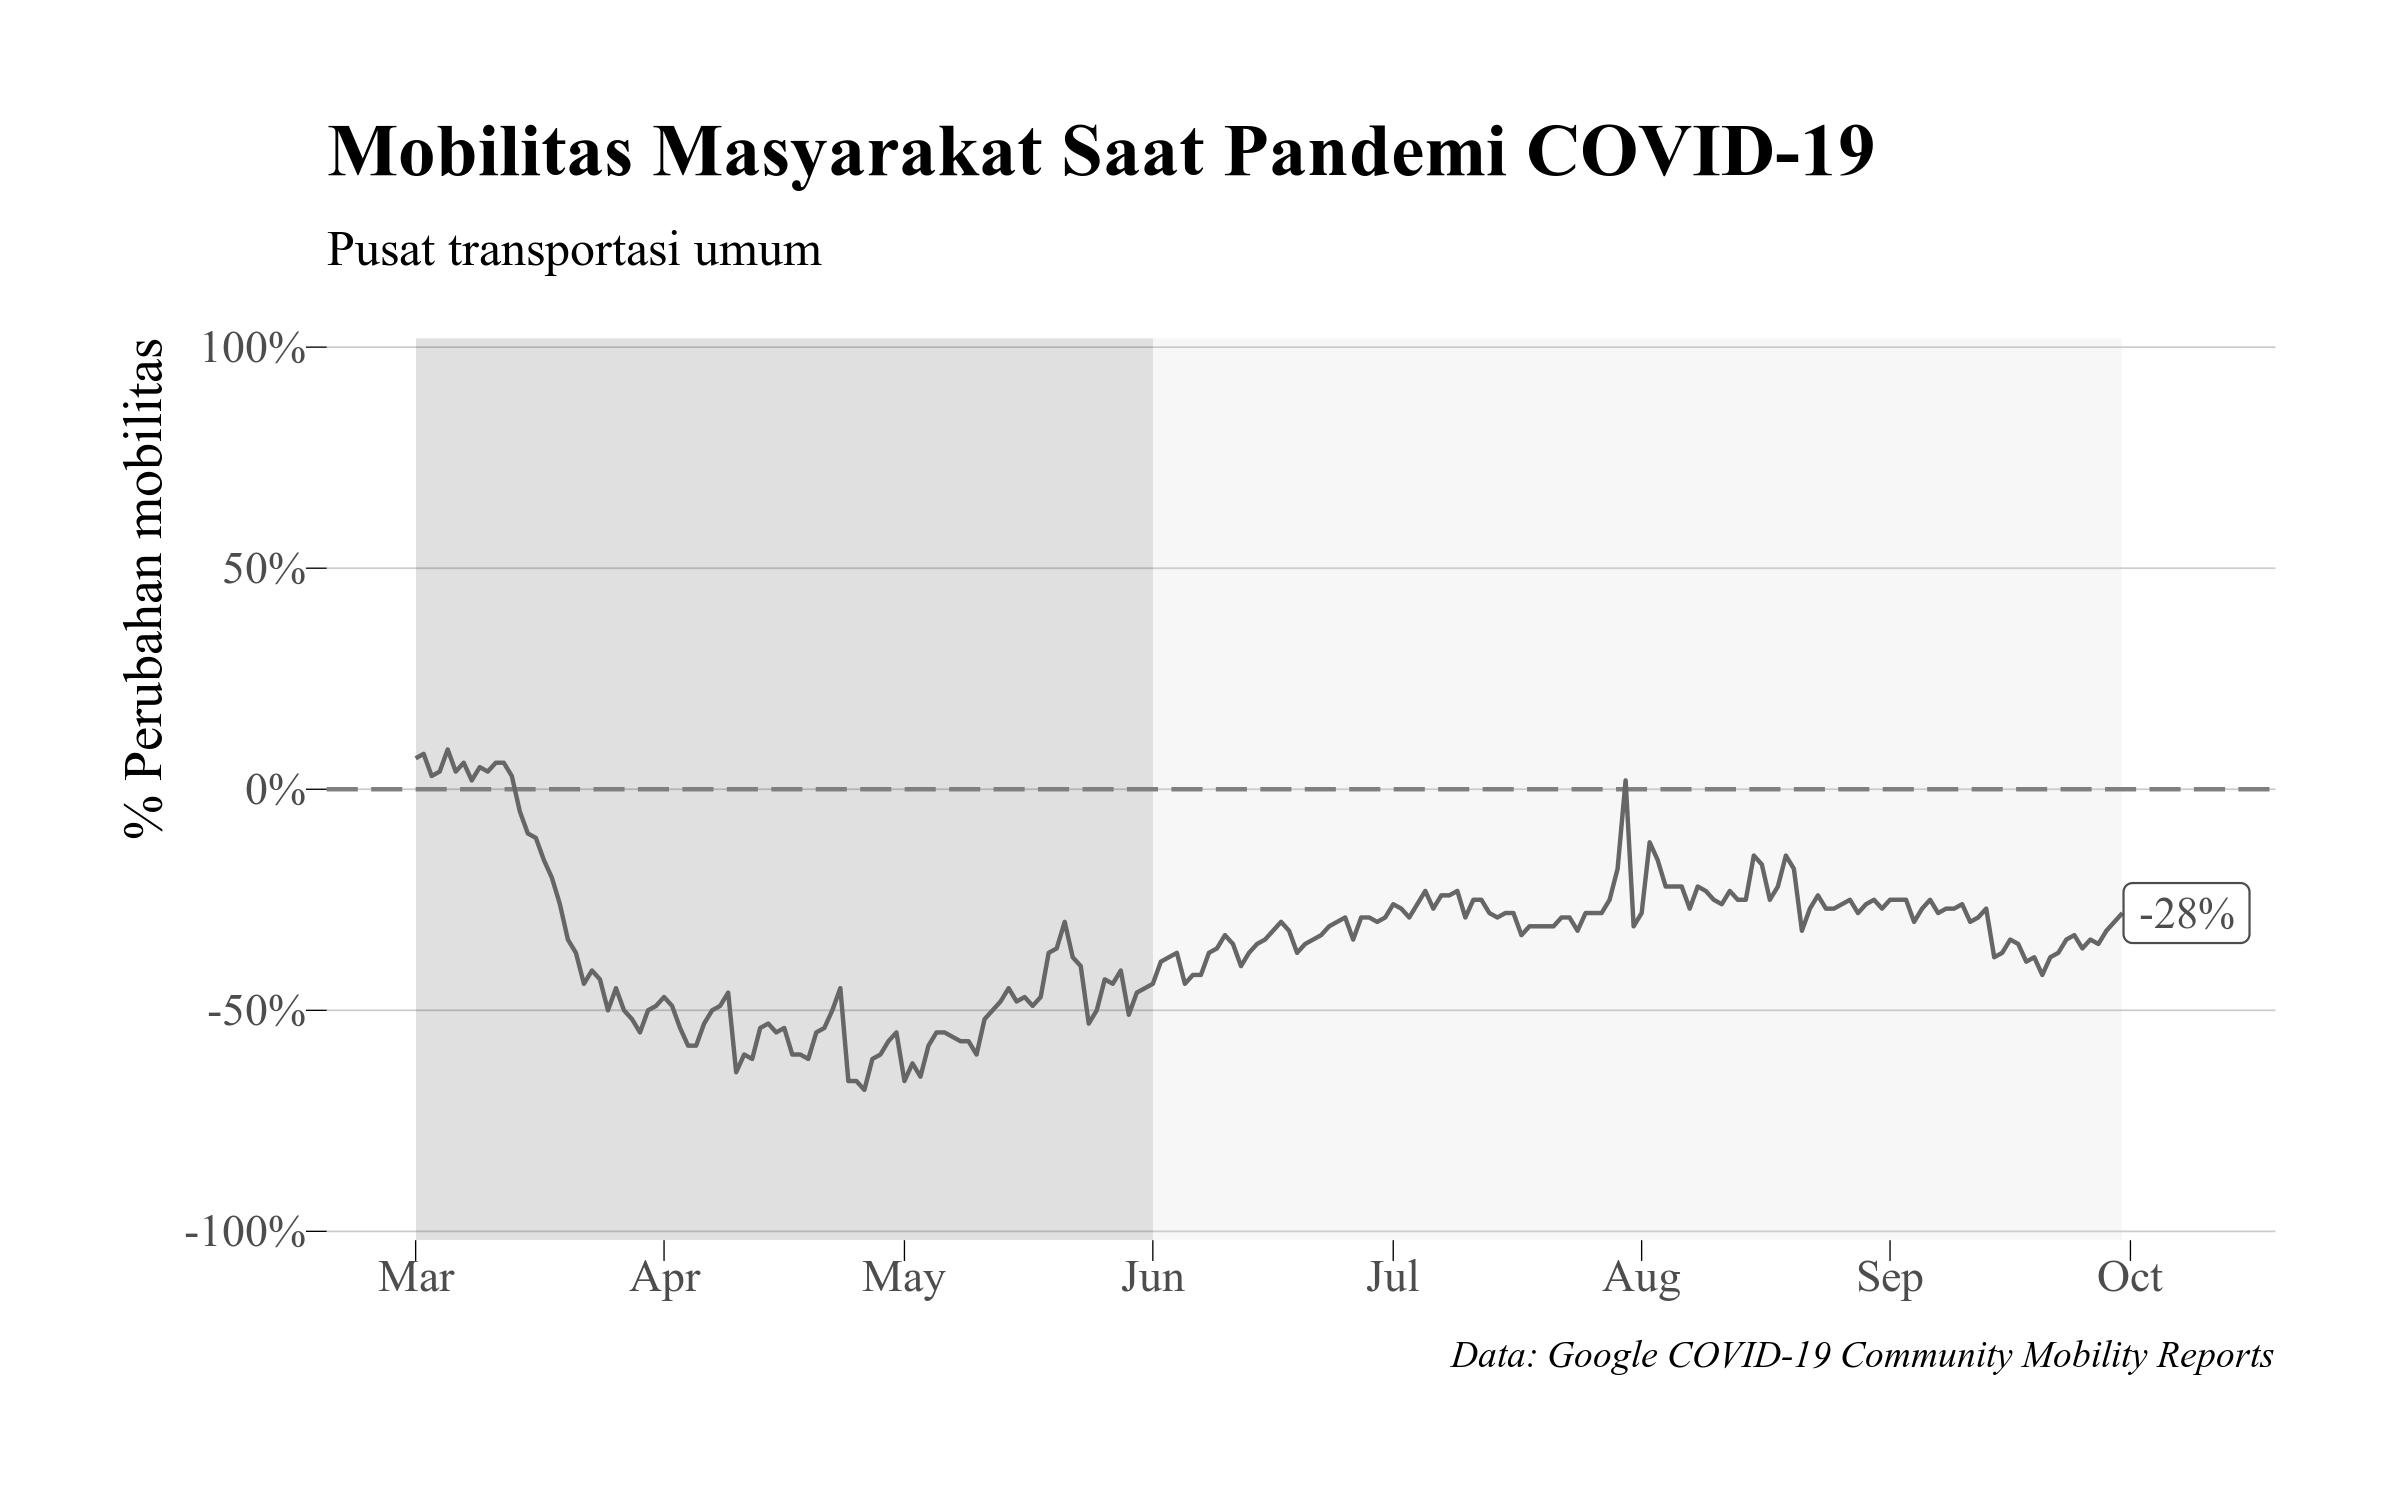 Mobilitas Masyarakat Saat Pandemi COVID-19
Pusat transportasi umum
% Perubahan mobilitas
100%
50%
0%
-50%
-100%
-28%
Mar Apr May Jun Jul Aug Sep Oct
Data: Google COVID-19 Community Mobility Reports